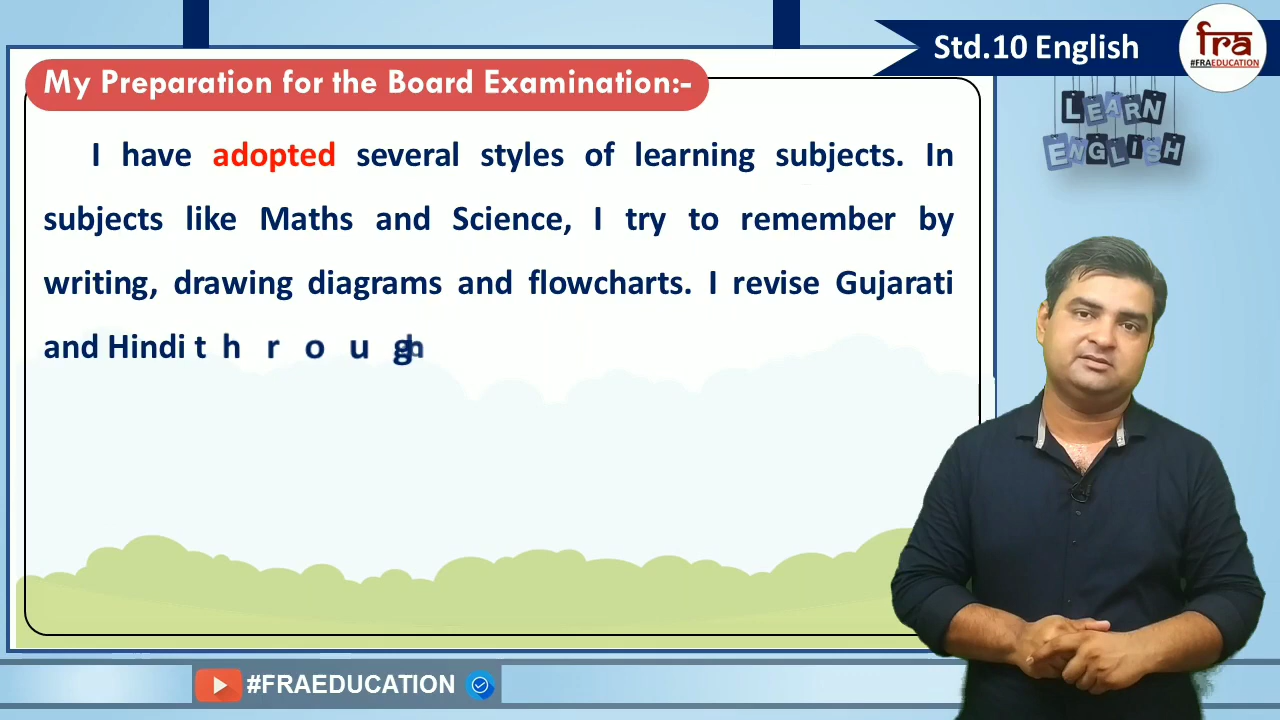 Std.10 English
fra
#FRAEDUCATION
My Preparation for the Board Examination:-
LEARN
ENGLISH
I have adopted several styles of learning subjects. In
subjects like Maths and Science, I try to remember by
writing, drawing diagrams and flowcharts. I revise Gujarati
and Hindi through
#FRAEDUCATION